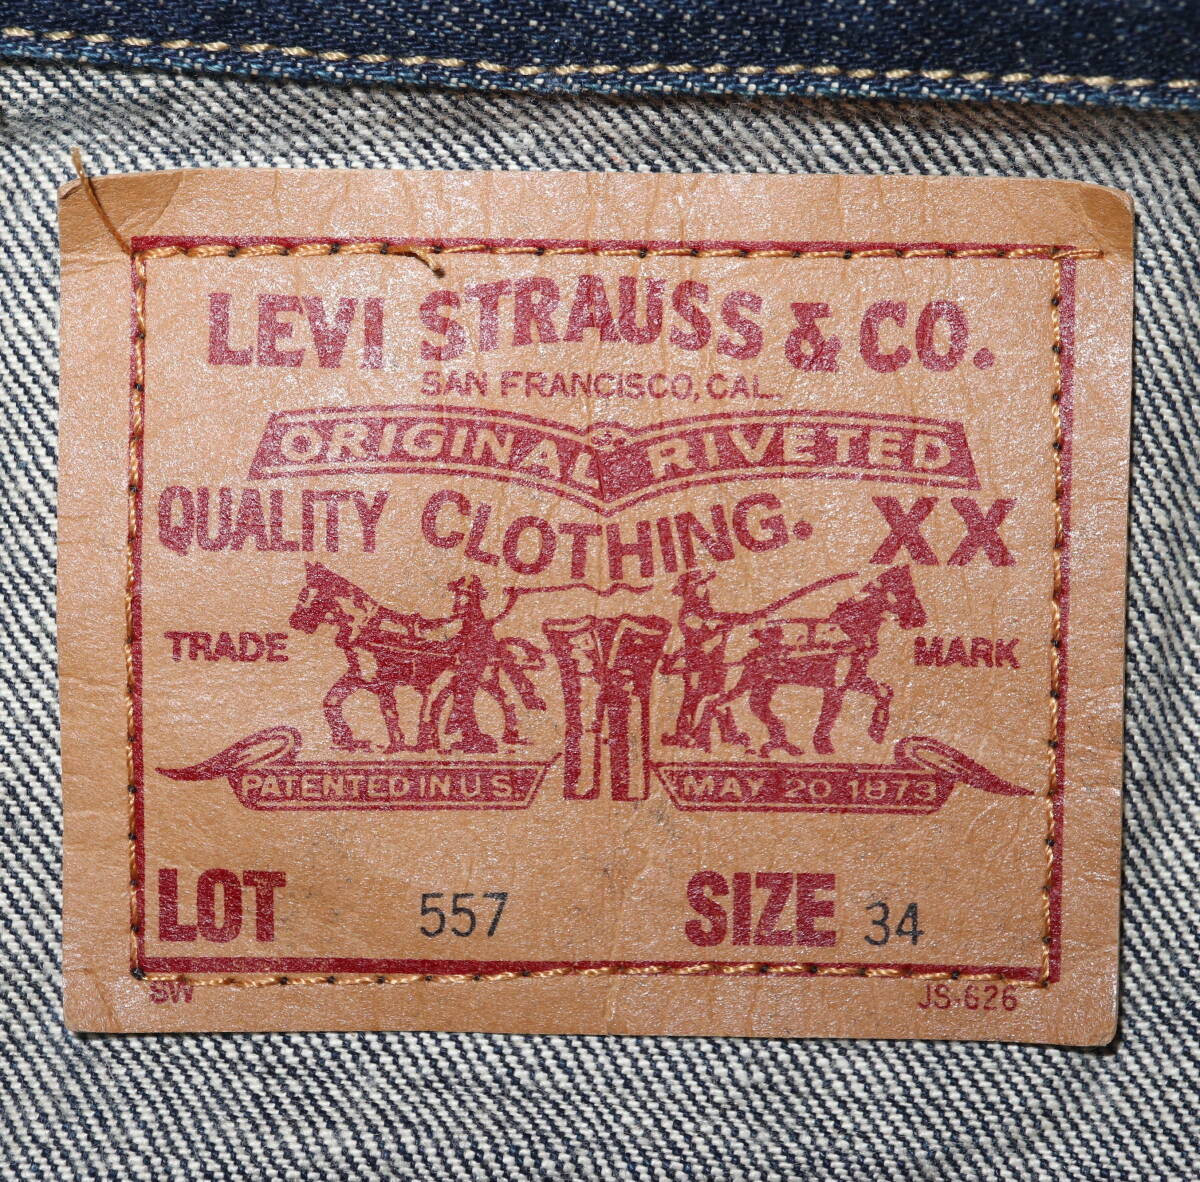 LEVI STRAUSS & CO.
SAN FRANCISCO, CAL.
ORIGINAL RIVETED
QUALITY CLOTHING. XX
TRADE MARK
PATENTED IN U.S. MAY 20 1873
LOT 557 SIZE 34
SW JS-626